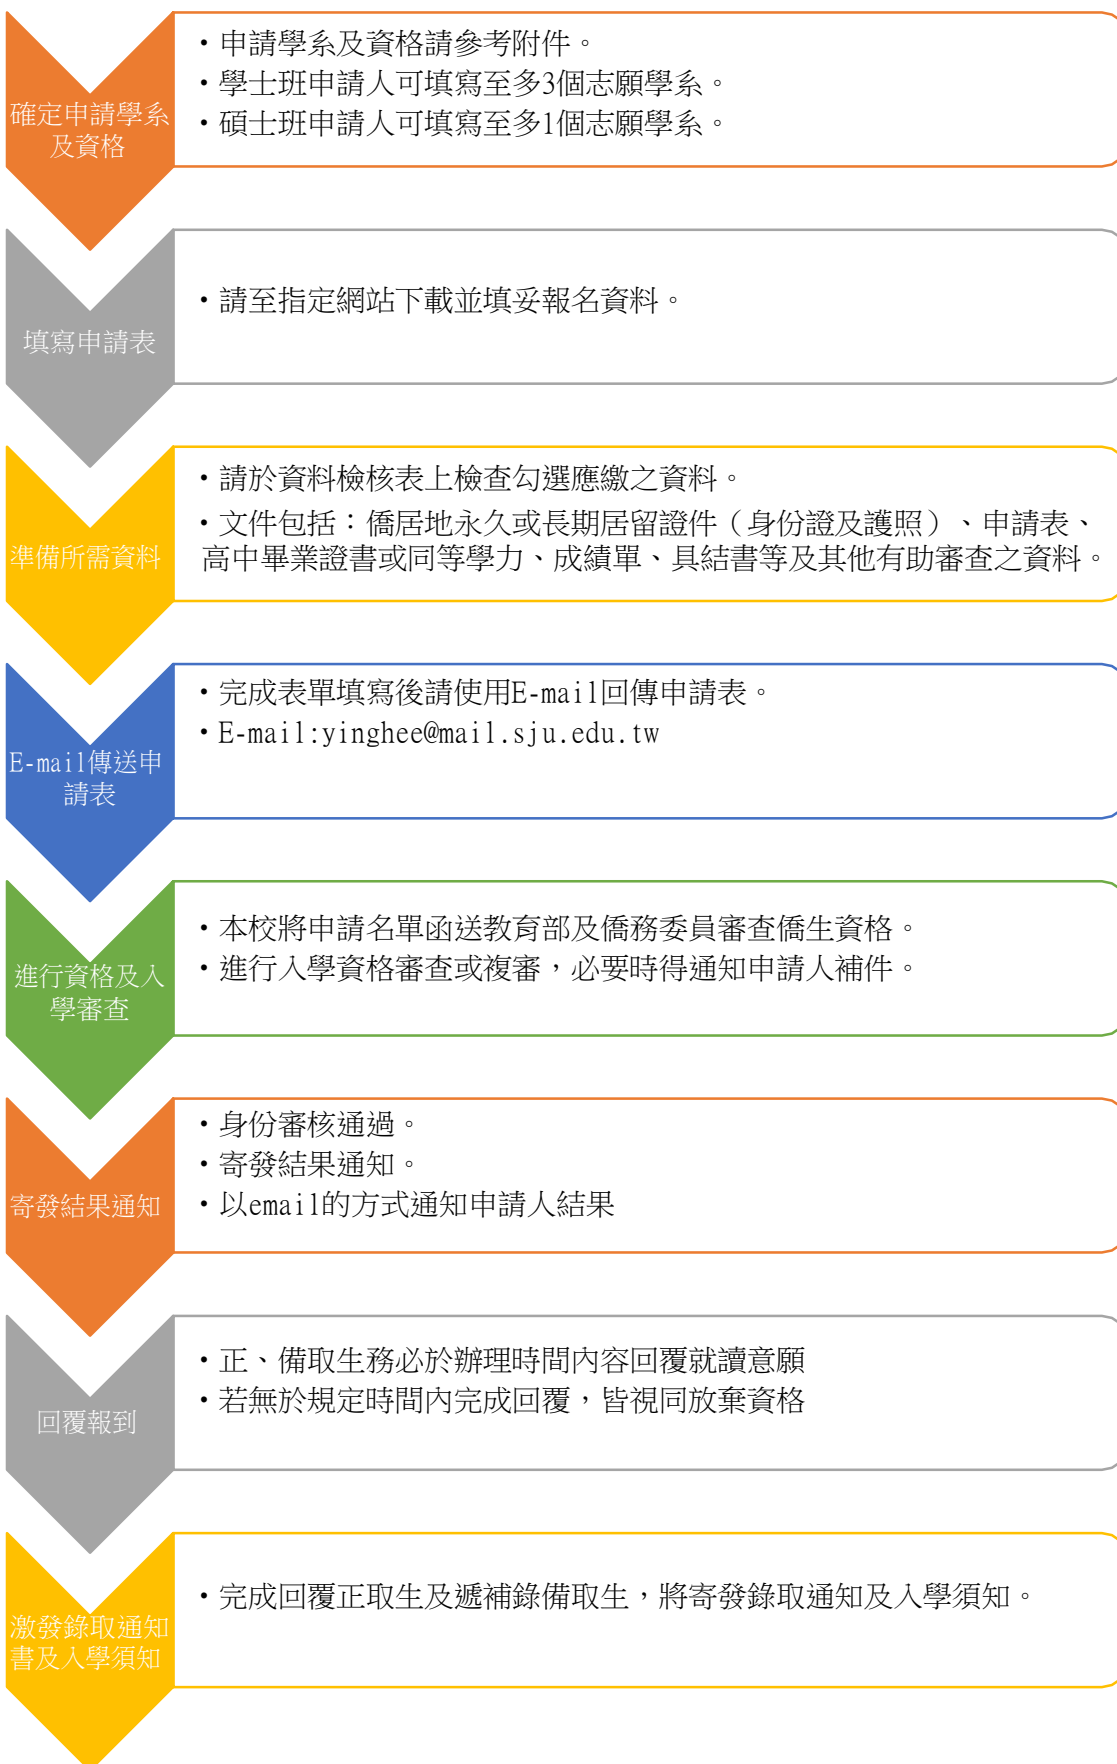 確定申請學系
及資格
・申請學系及資格請參考附件。
・學士班申請人可填寫至多3個志願學系。
・碩士班申請人可填寫至多1個志願學系。
填寫申請表
・請至指定網站下載並填妥報名資料。
準備所需資料
・請於資料檢核表上檢查勾選應繳之資料。
・文件包括：僑居地永久或長期居留證件（身份證及護照）、申請表、
高中畢業證書或同等學力、成績單、具結書等及其他有助審查之資料。
E-mail傳送申
請表
・完成表單填寫後請使用E-mail回傳申請表。
・E-mail:yinghee@mail.sju.edu.tw
進行資格及入
學審查
・本校將申請名單函送教育部及僑務委員審查僑生資格。
・進行入學資格審查或複審，必要時得通知申請人補件。
寄發結果通知
・身份審核通過。
・寄發結果通知。
・以email的方式通知申請人結果
回覆報到
・正、備取生務必於辦理時間內容回覆就讀意願
・若無於規定時間內完成回覆，皆視同放棄資格
激發錄取通知
書及入學須知
・完成回覆正取生及遞補錄備取生，將寄發錄取通知及入學須知。